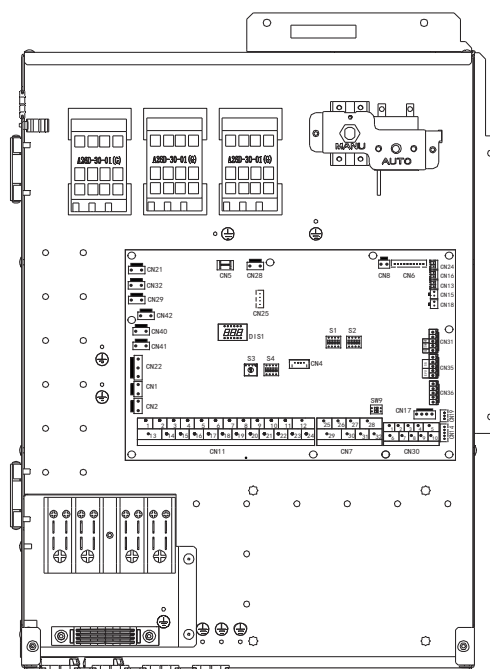 MANU
AUTO
A26D-30-01(G)
A26D-30-01(G)
A26D-30-01(G)
CN21
CN5
CN28
CN8
CN6
CN24
CN16
CN32
CN13
CN29
CN25
CN15
CN18
CN42
CN40
DIS1
S1
S2
CN31
CN41
CN22
S3
S4
CN4
CN35
CN1
CN36
CN2
SW9
CN17
CN19
CN14
1 2 3 4 5 6 7 8 9 10 11 12
25 26 27 28
13 14 15 16 17 18 19 20 21 22 23 24
29 30 31 32
CN11
CN7
CN30